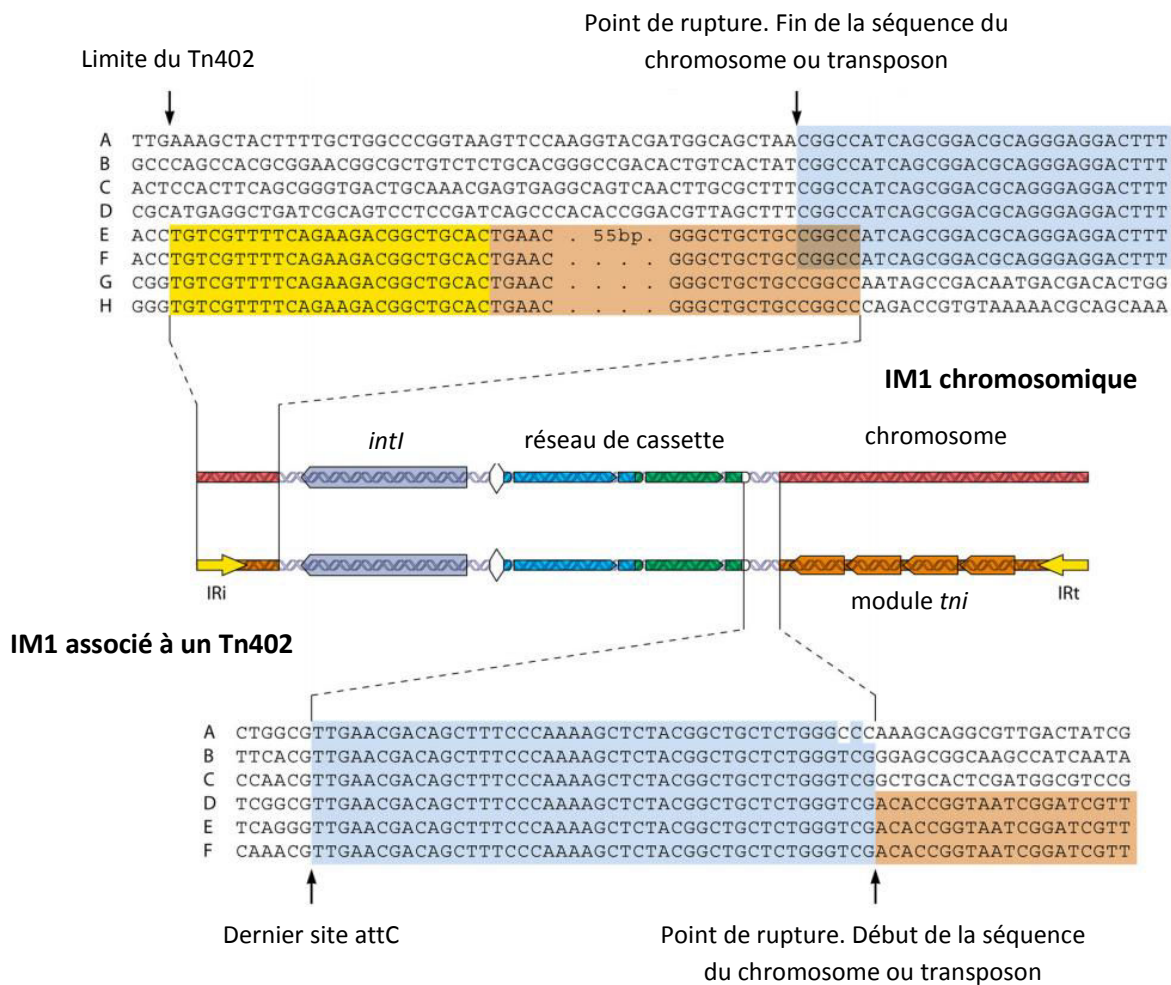 Point de rupture. Fin de la séquence du
chromosome ou transposon
Limite du Tn402
A TTGAAAGCTACTTTTGCTGGCCCGGTAAGTTCCAAGGTACGATGGCAGCTAACGGCCATCAGCGGACGCAGGGAGGACTTT
B GCCCAGCCACGCGGAACGGCGCTGTCTCTGCACGGGCCGACACTGTCACTATCGGCCATCAGCGGACGCAGGGAGGACTTT
C ACTCCACTTCAGCGGGTGACTGCAAACGAGTGAGGCAGTCAACTTGCGCTTTCGGCCATCAGCGGACGCAGGGAGGACTTT
D CGCATGAGGCTGATCGCAGTCCTCCGATCAGCCCACACCGGACGTTAGCTTTCGGCCATCAGCGGACGCAGGGAGGACTTT
E ACCTGTCGTTTTCAGAAGACGGCTGCACTGAAC . 55bp. GGGCTGCTGCCGGCCATCAGCGGACGCAGGGAGGACTTT
F ACCTGTCGTTTTCAGAAGACGGCTGCACTGAAC . . . . GGGCTGCTGCCGGCCATCAGCGGACGCAGGGAGGACTTT
G CGGTGTCGTTTTCAGAAGACGGCTGCACTGAAC . . . . GGGCTGCTGCCGGCCAATAGCCGACAATGACGACACTGG
H GGGTGTCGTTTTCAGAAGACGGCTGCACTGAAC . . . . GGGCTGCTGCCGGCCCAGACCGTGTAAAAACGCAGCAAA
IM1 chromosomique
intI réseau de cassette chromosome
IRi module tni IRt
IM1 associé à un Tn402
A CTGGCGTTGAACGACAGCTTTCCCAAAAGCTCTACGGCTGCTCTGGGCCCAAAGCAGGCGTTGACTATCG
B TTCACGTTGAACGACAGCTTTCCCAAAAGCTCTACGGCTGCTCTGGGTCGGGAGCGGCAAGCCATCAATA
C CCAACGTTGAACGACAGCTTTCCCAAAAGCTCTACGGCTGCTCTGGGTCGGCTGCACTCGATGGCGTCCG
D TCGGCGTTGAACGACAGCTTTCCCAAAAGCTCTACGGCTGCTCTGGGTCGACACCGGTAATCGGATCGTT
E TCAGGGTTGAACGACAGCTTTCCCAAAAGCTCTACGGCTGCTCTGGGTCGACACCGGTAATCGGATCGTT
F CAAACGTTGAACGACAGCTTTCCCAAAAGCTCTACGGCTGCTCTGGGTCGACACCGGTAATCGGATCGTT
Dernier site attC
Point de rupture. Début de la séquence
du chromosome ou transposon